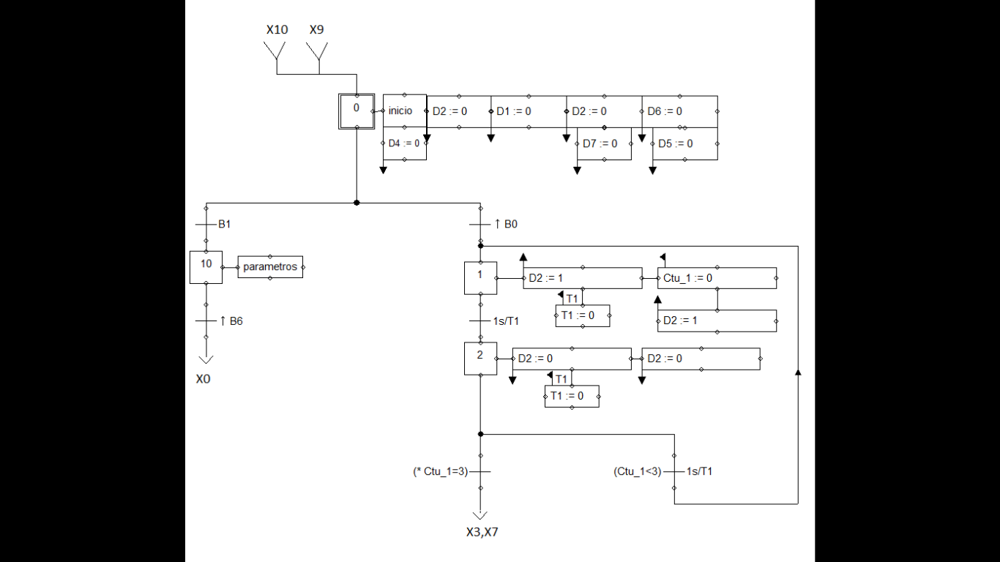 X10 X9
0 inicio D2 := 0 D1 := 0 D2 := 0 D6 := 0
D4 := 0 D7 := 0 D5 := 0
B1 ↑ B0
10 parametros
1 D2 := 1 Ctu_1 := 0
T1
T1 := 0 D2 := 1
↑ B6 1s/T1
2 D2 := 0 D2 := 0
T1
X0
T1 := 0
(* Ctu_1=3) (Ctu_1<3) 1s/T1
X3,X7